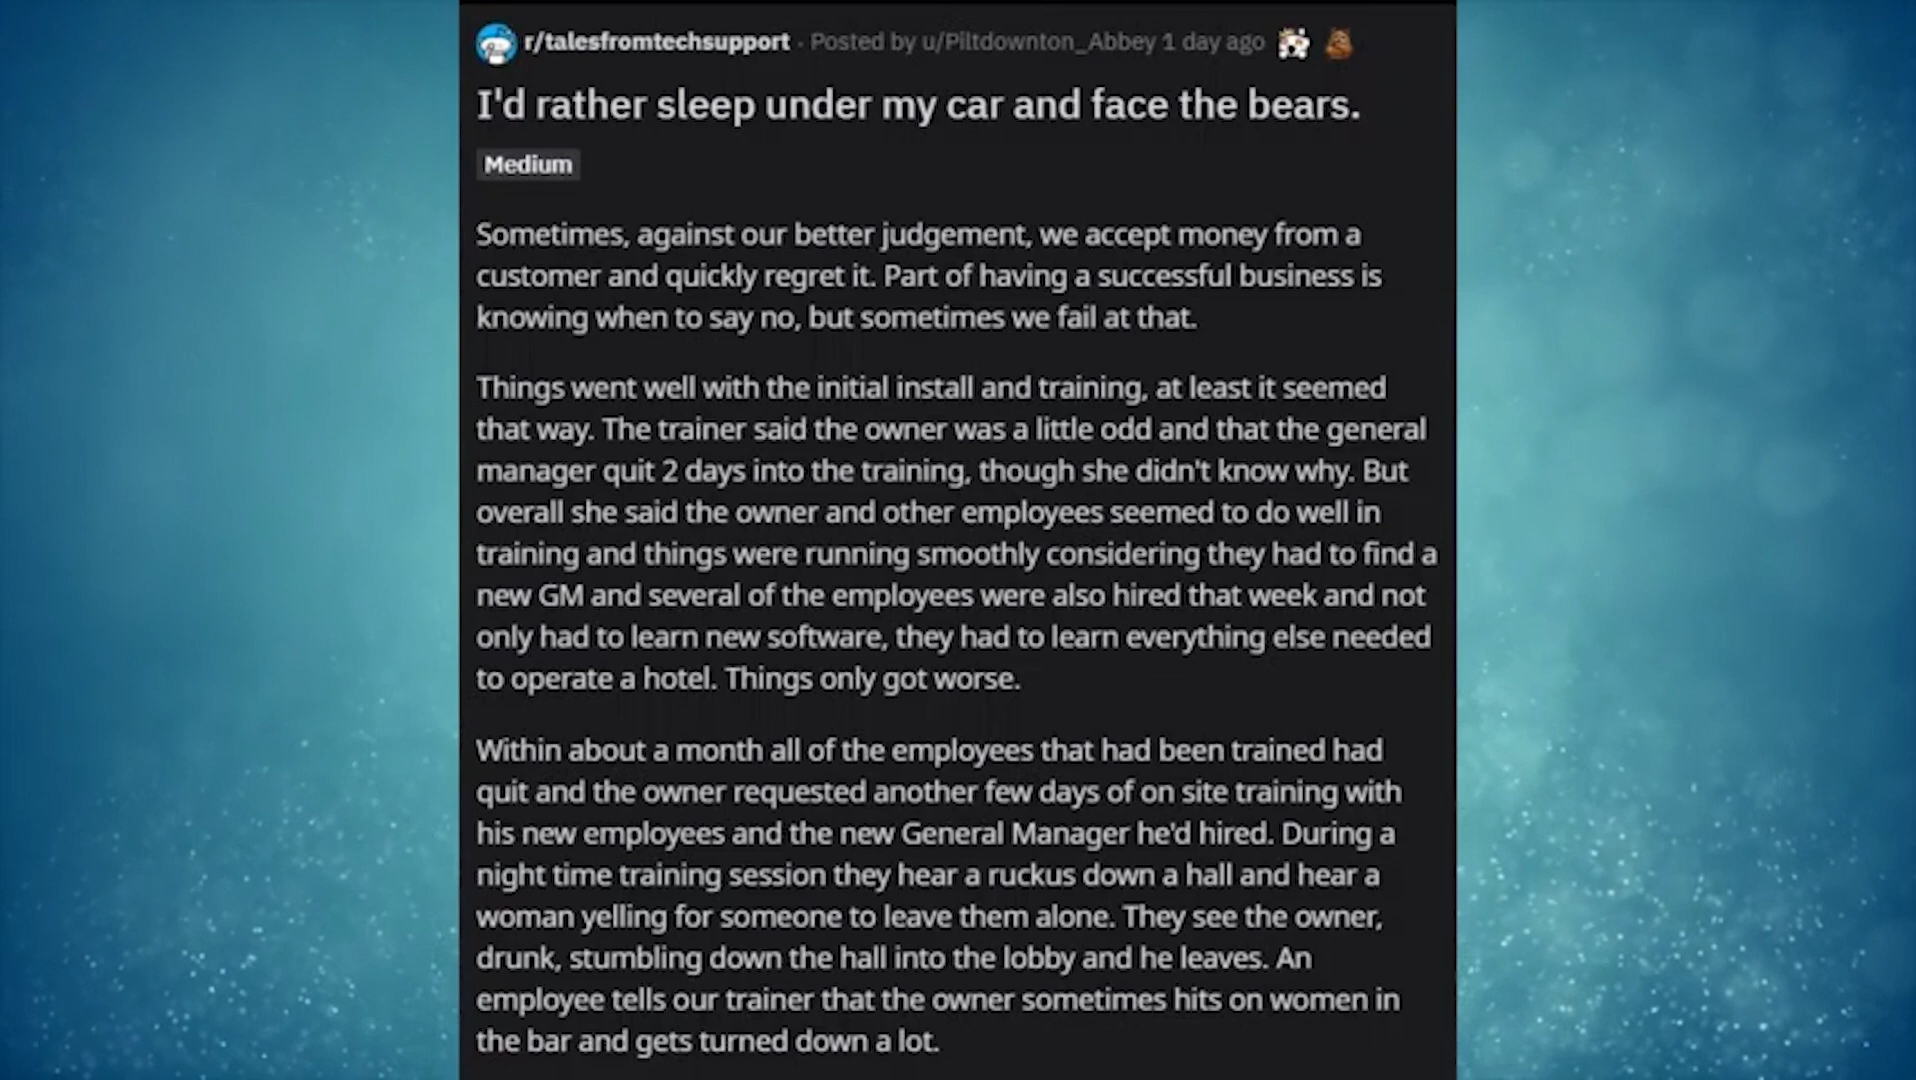 r/talesfromtechsupport · Posted by u/Piltdownton_Abbey 1 day ago
I'd rather sleep under my car and face the bears.
Medium
Sometimes, against our better judgement, we accept money from a
customer and quickly regret it. Part of having a successful business is
knowing when to say no, but sometimes we fail at that.
Things went well with the initial install and training, at least it seemed
that way. The trainer said the owner was a little odd and that the general
manager quit 2 days into the training, though she didn't know why. But
overall she said the owner and other employees seemed to do well in
training and things were running smoothly considering they had to find a
new GM and several of the employees were also hired that week and not
only had to learn new software, they had to learn everything else needed
to operate a hotel. Things only got worse.
Within about a month all of the employees that had been trained had
quit and the owner requested another few days of on site training with
his new employees and the new General Manager he'd hired. During a
night time training session they hear a ruckus down a hall and hear a
woman yelling for someone to leave them alone. They see the owner,
drunk, stumbling down the hall into the lobby and he leaves. An
employee tells our trainer that the owner sometimes hits on women in
the bar and gets turned down a lot.